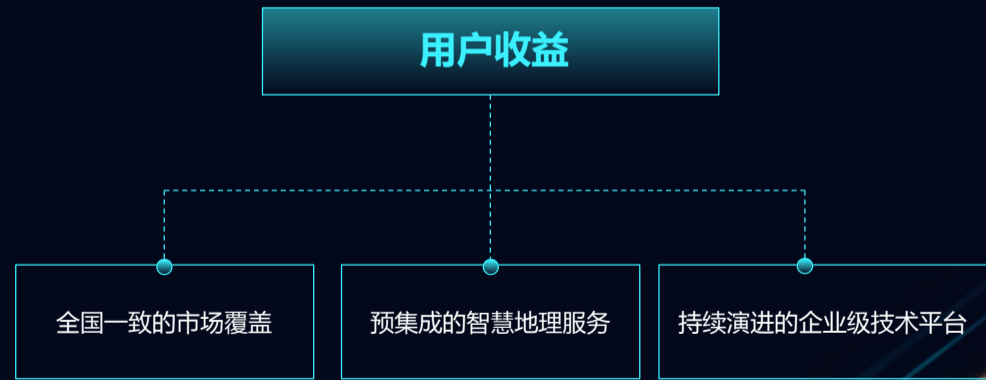 用户收益
全国一致的市场覆盖
预集成的智慧地理服务
持续演进的企业级技术平台